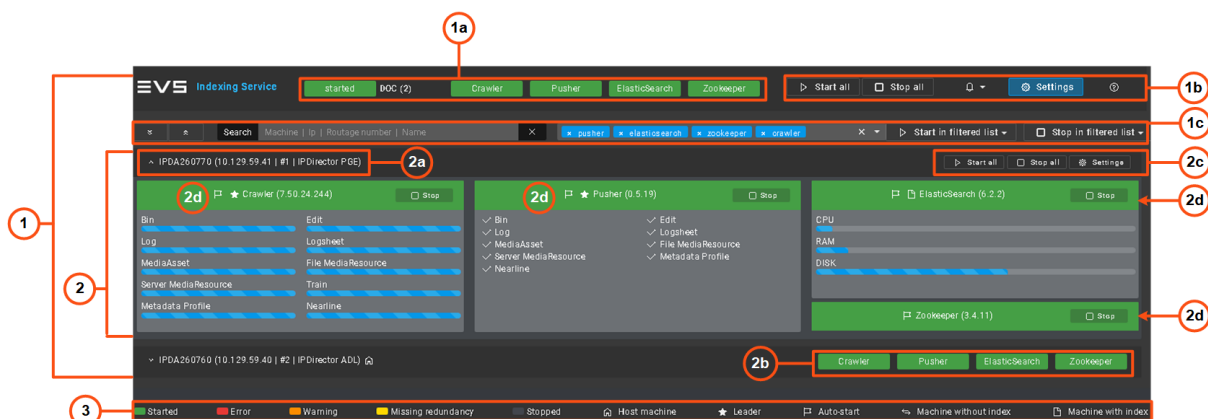 1a
EVS Indexing Service started DOC (2) Crawler Pusher ElasticSearch Zookeeper Start all Stop all Settings 1b
Search Machine | Ip | Routage number | Name × × pusher × elasticsearch × zookeeper × crawler × Start in filtered list Stop in filtered list 1c
IPDA260770 (10.129.59.41 | #1 | IPDirector PGE) 2a Start all Stop all Settings 2c
2d Crawler (7.50.24.244) Stop
Bin Edit
Log Logsheet
MediaAsset File MediaResource
Server MediaResource Train
Metadata Profile Nearline
2d Pusher (0.5.19) Stop
Bin Edit
Log Logsheet
MediaAsset File MediaResource
Server MediaResource Metadata Profile
Nearline
ElasticSearch (6.2.2) Stop 2d
CPU
RAM
DISK
Zookeeper (3.4.11) Stop 2d
1
2
IPDA260760 (10.129.59.40 | #2 | IPDirector ADL) 2b Crawler Pusher ElasticSearch Zookeeper
3 Started Error Warning Missing redundancy Stopped Host machine Leader Auto-start Machine without index Machine with index